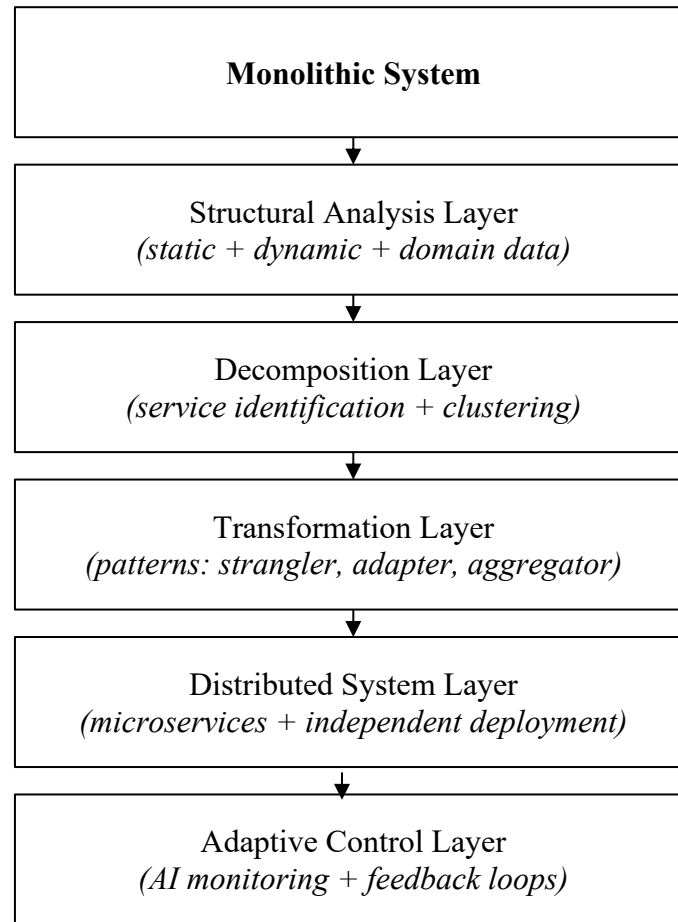 Monolithic System
Structural Analysis Layer
(static + dynamic + domain data)
Decomposition Layer
(service identification + clustering)
Transformation Layer
(patterns: strangler, adapter, aggregator)
Distributed System Layer
(microservices + independent deployment)
Adaptive Control Layer
(AI monitoring + feedback loops)